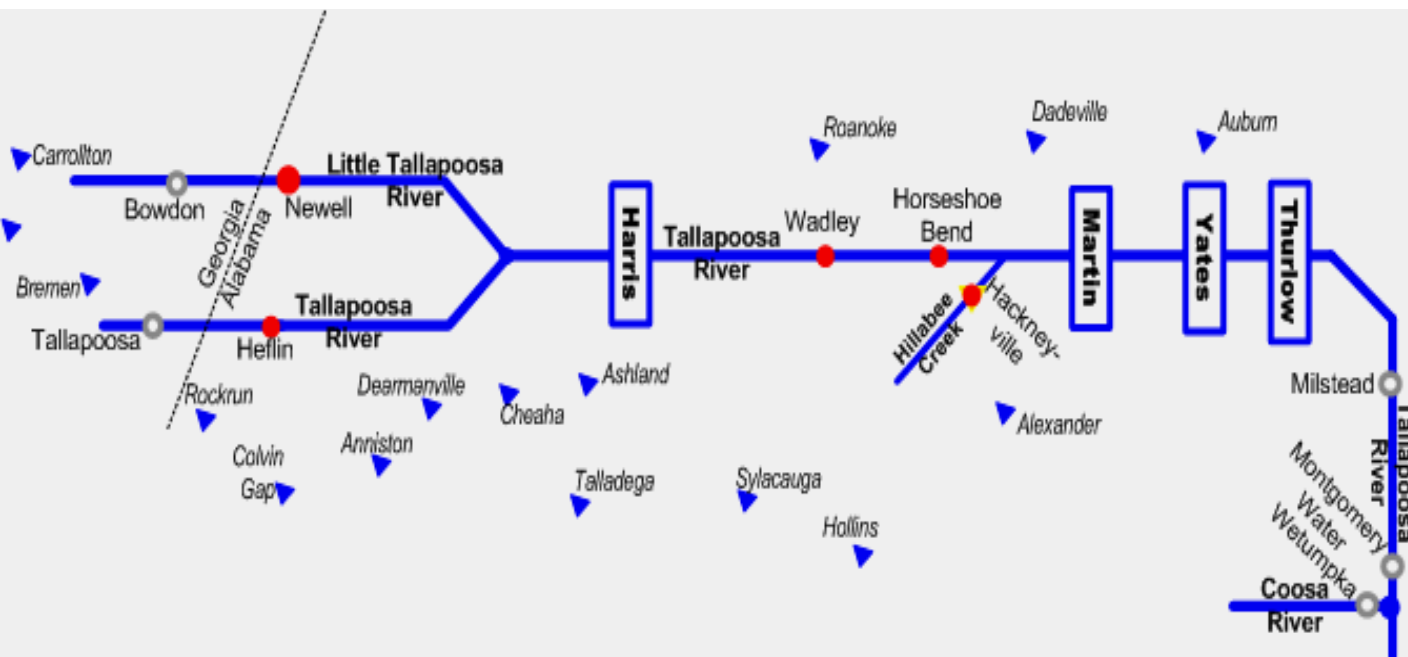 Carrollton
Bowdon
Georgia
Alabama
Newell
Little Tallapoosa
River
Bremen
Tallapoosa
Heflin
Tallapoosa
River
Rockrun
Colvin
Gap
Anniston
Dearmanville
Cheaha
Ashland
Talladega
Harris
Tallapoosa
River
Wadley
Roanoke
Horseshoe
Bend
Hillabee
Creek
Hackney-
ville
Sylacauga
Hollins
Alexander
Dadeville
Martin
Auburn
Yates
Thurlow
Milstead
Tallapoosa
River
Montgomery
Water
Wetumpka
Coosa
River